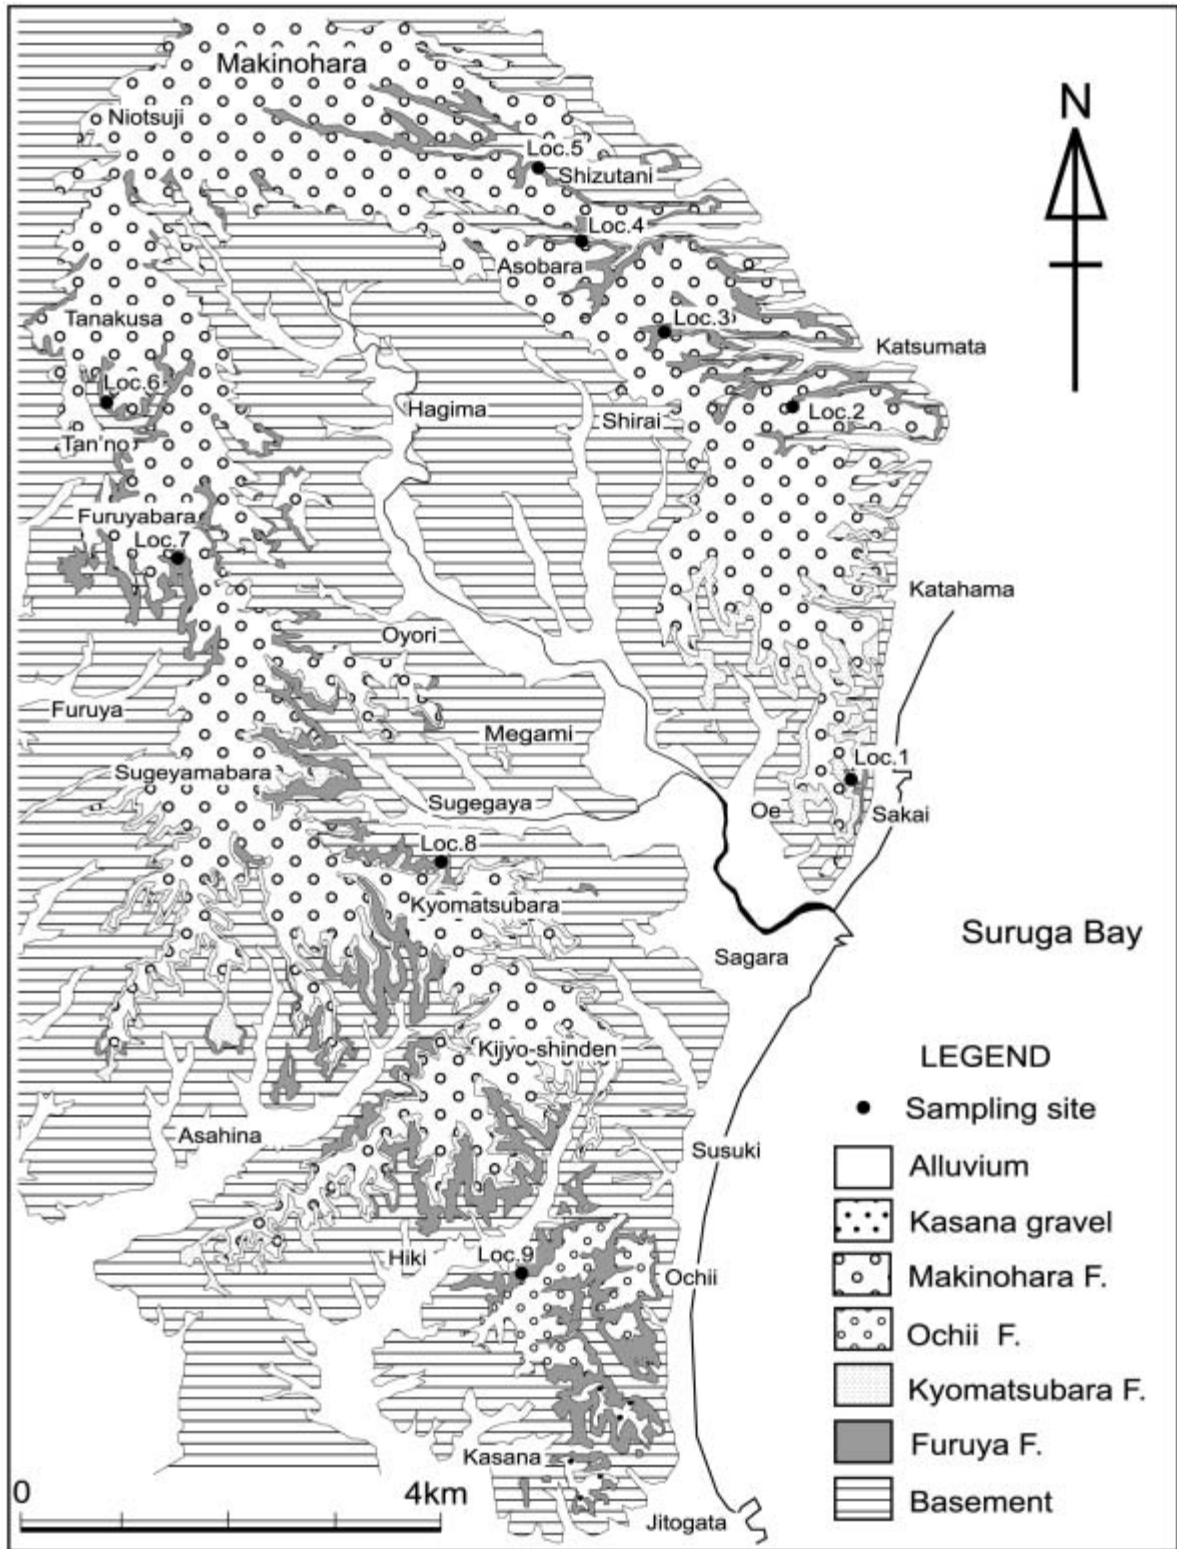 Makinohara
N
Niotsuji
Loc.5
Shizutani
Loc.4
Asobara
Tanakusa
Loc.3
Katsumata
Loc.6
Hagima
Shirai
Loc.2
Tan'no
Furuyabara
Loc.7
Katahama
Oyori
Furuya
Megami
Loc.1
Sugeyamabara
Sugegaya
Oe
Sakai
Loc.8
Kyomatsubara
Suruga Bay
Sagara
Kijyo-shinden
LEGEND
Sampling site
Asahina
Susuki
Alluvium
Kasana gravel
Hiki
Loc.9
Ochii
Makinohara F.
Ochii F.
Kyomatsubara F.
Furuya F.
Kasana
0
4km
Basement
Jitogata